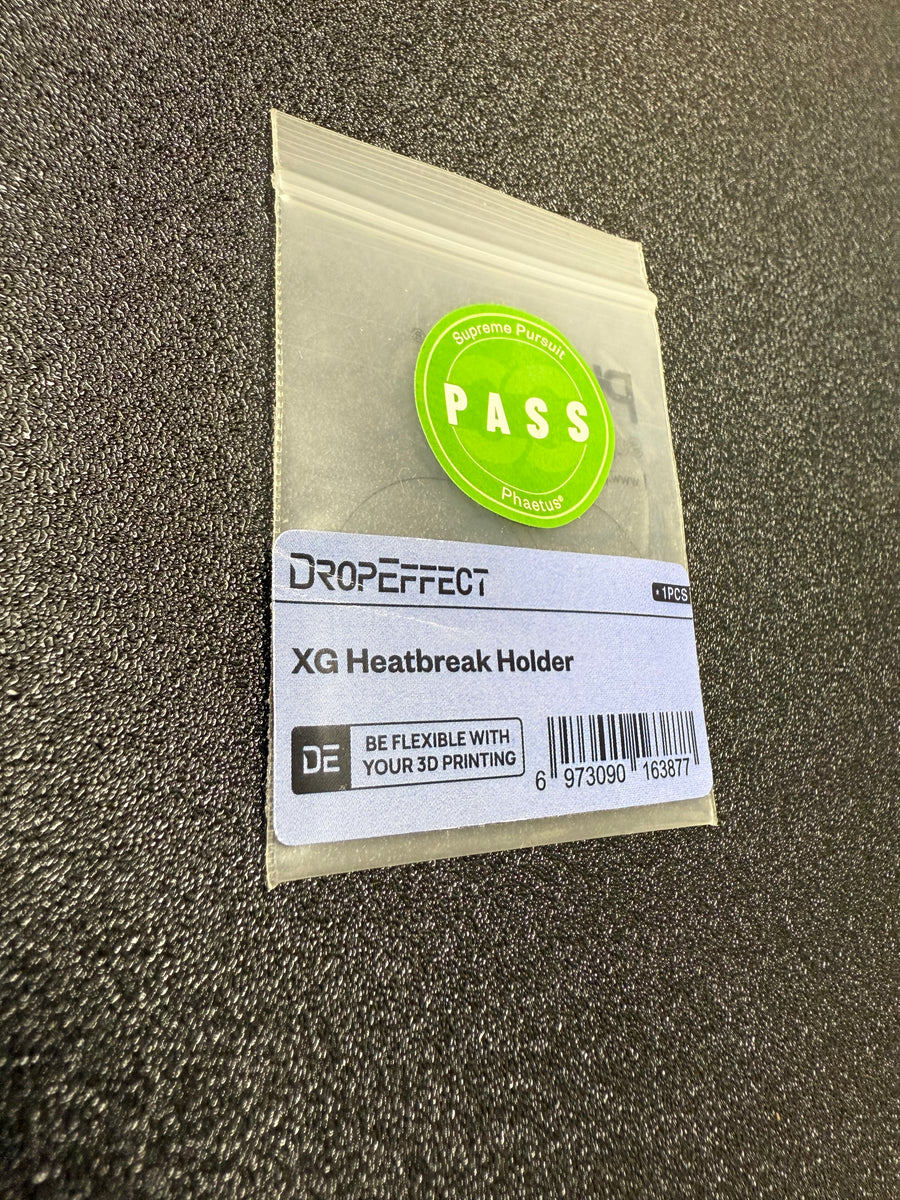 Supreme Pursuit
PASS
Phaetus®
DROPEFFECT
• 1PCS
XG Heatbreak Holder
DE
BE FLEXIBLE WITH
YOUR 3D PRINTING
6 973090 163877